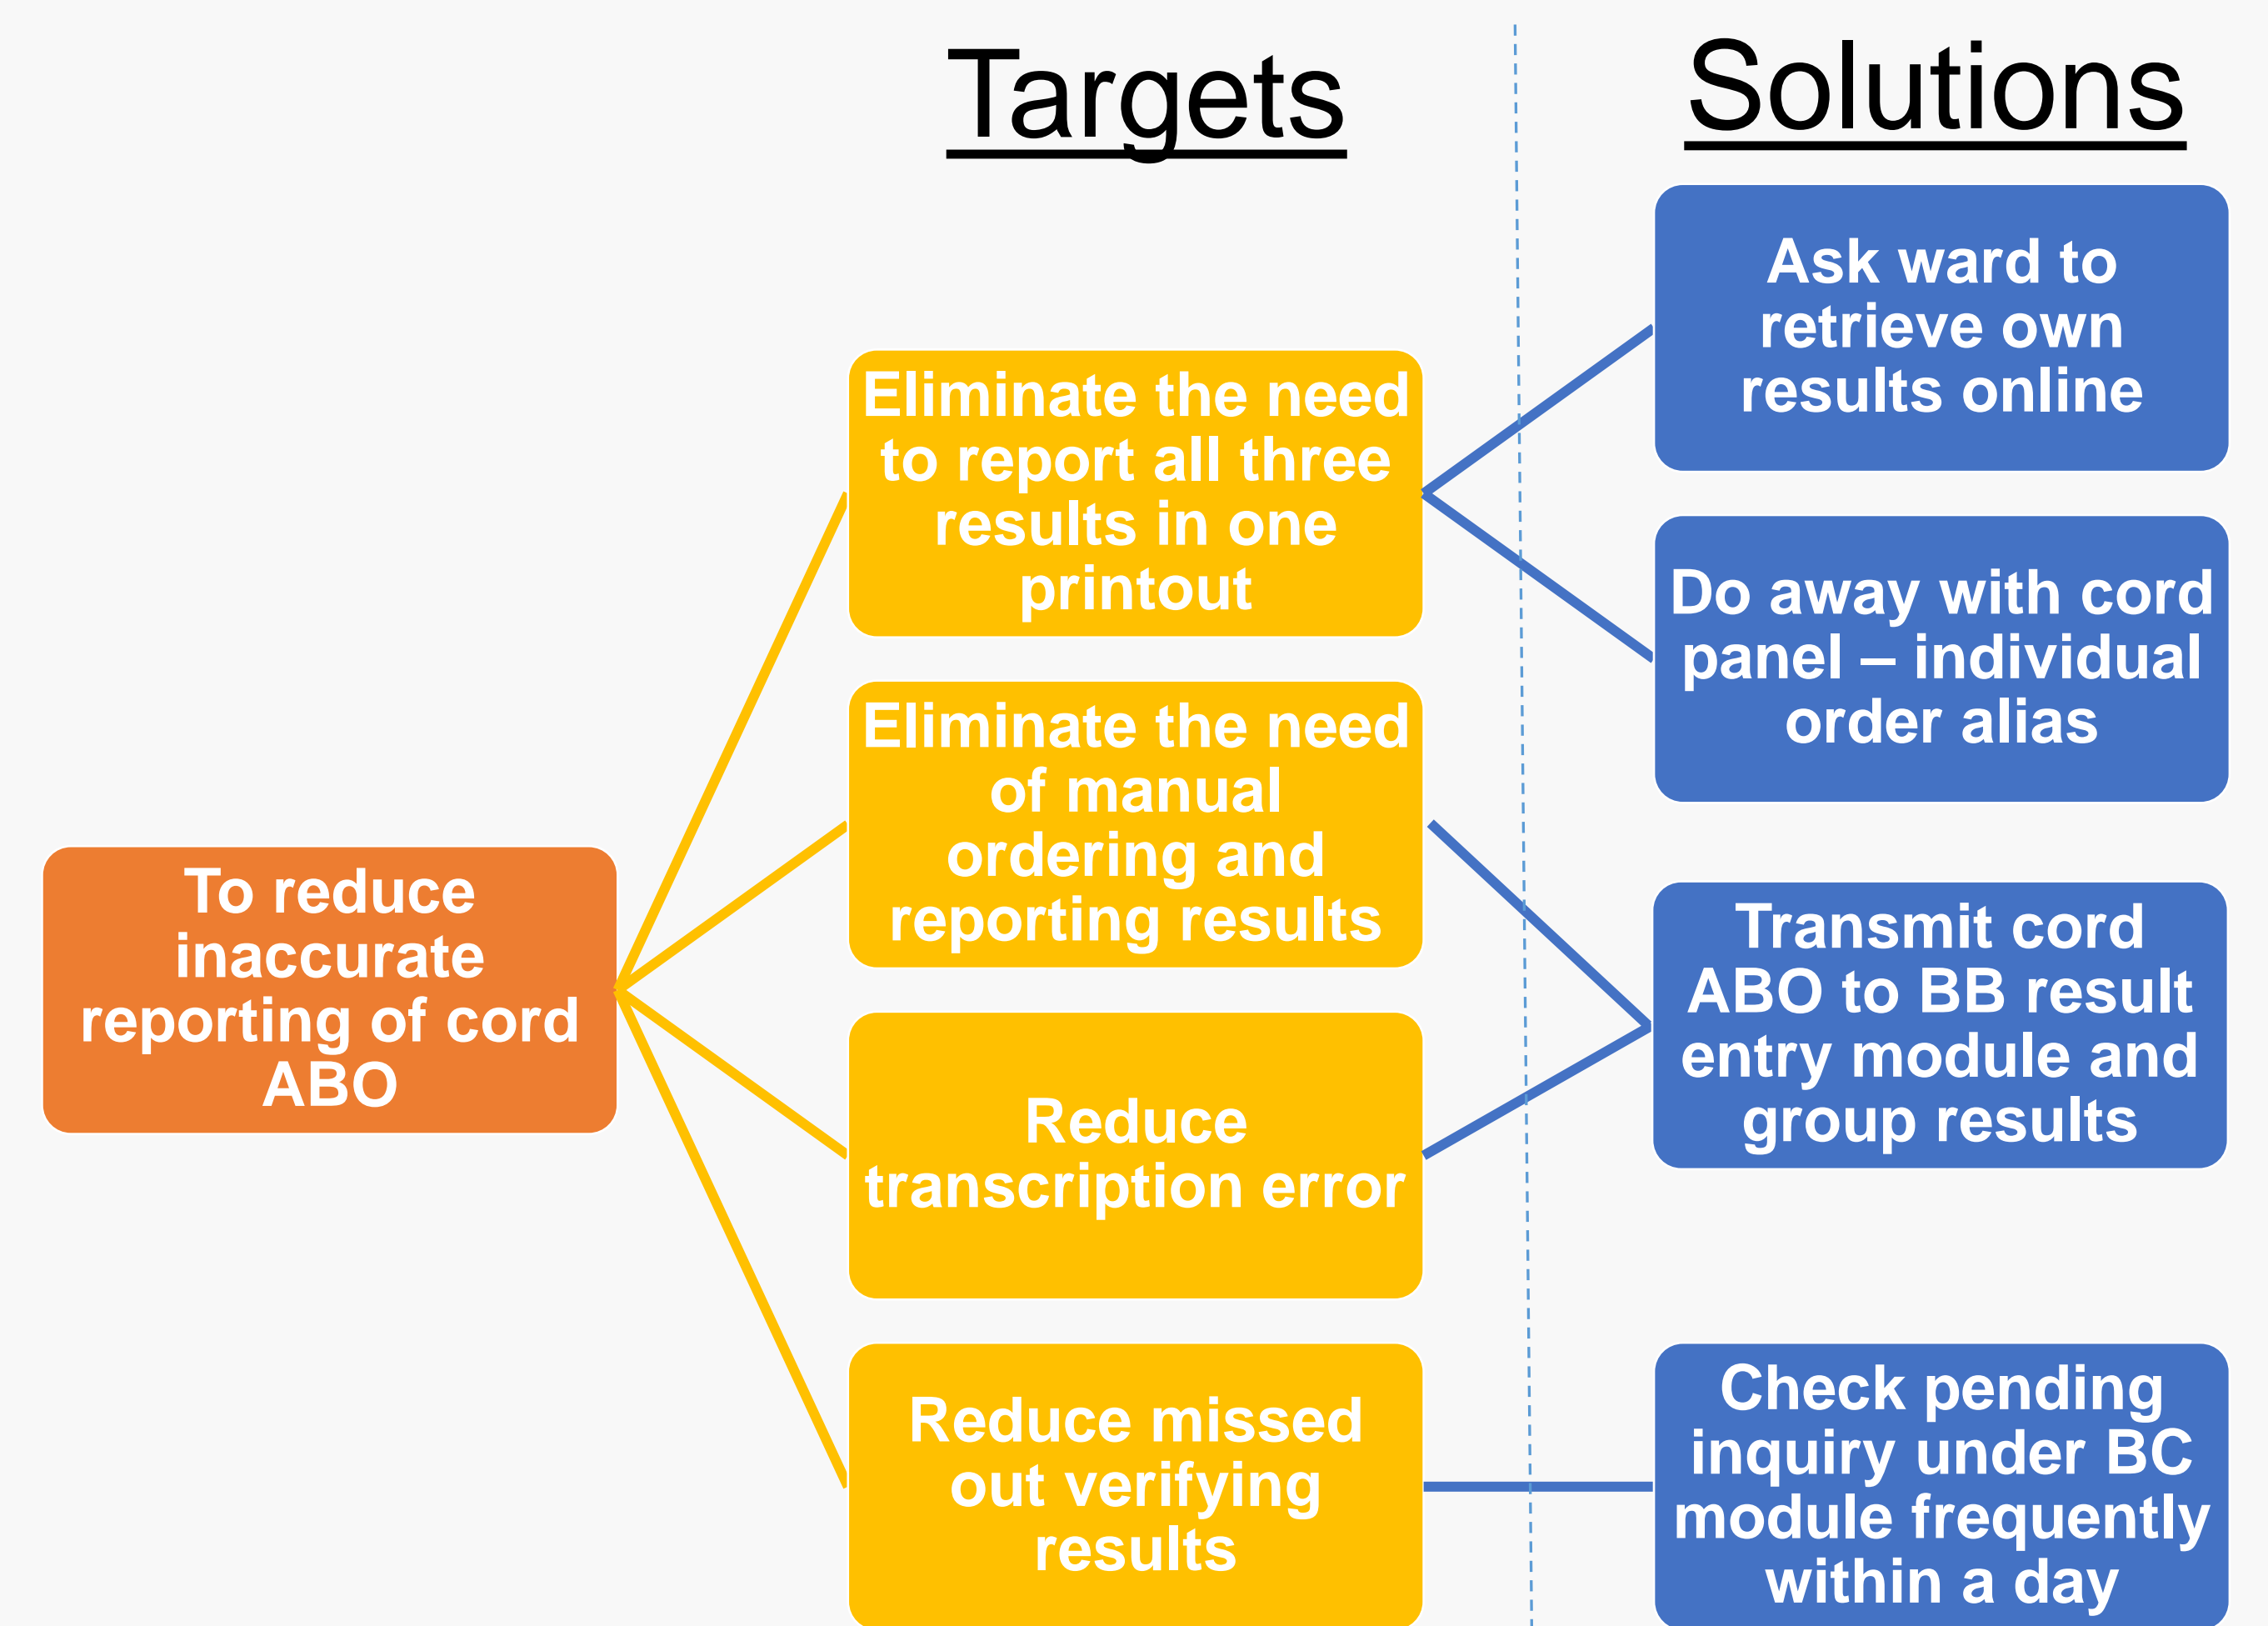 Targets
Solutions
To reduce
inaccurate
reporting of cord
ABO
Eliminate the need
to report all three
results in one
printout
Eliminate the need
of manual
ordering and
reporting results
Reduce
transcription error
Reduce missed
out verifying
results
Ask ward to
retrieve own
results online
Do away with cord
panel – individual
order alias
Transmit cord
ABO to BB result
entry module and
group results
Check pending
inquiry under BC
module frequently
within a day